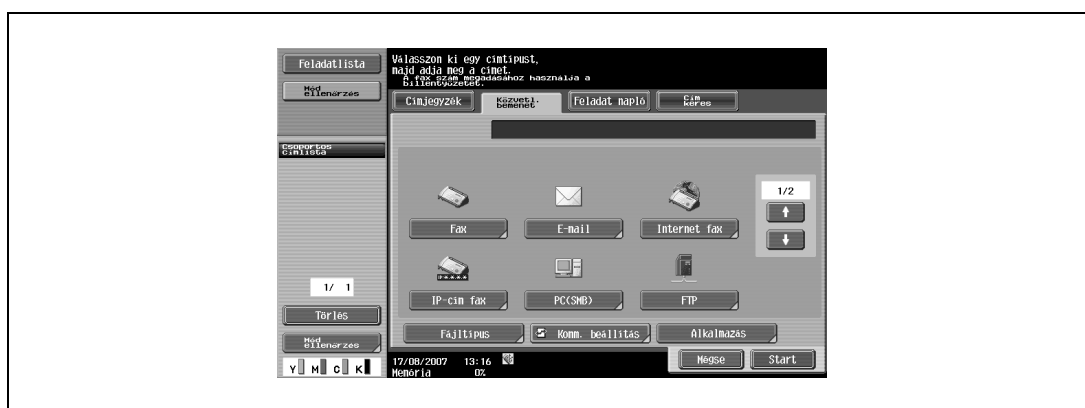 Feladatlista
Mód
ellenőrzés
Csoportos
címlista
1/ 1
Törlés
Mód
ellenőrzés
Y M C K
Válasszon ki egy címtípust,
majd adja meg a címet.
A fax szám megadásához használja a
billentyűzetet.
Címjegyzék
Közvetl.
bemenet
Feladat napló
Cím
keres
Fax
E-mail
Internet fax
1/2
IP-cím fax
PC(SMB)
FTP
Fájltípus
Komm. beállítás
Alkalmazás
17/08/2007 13:16
Memória 0%
Mégse
Start